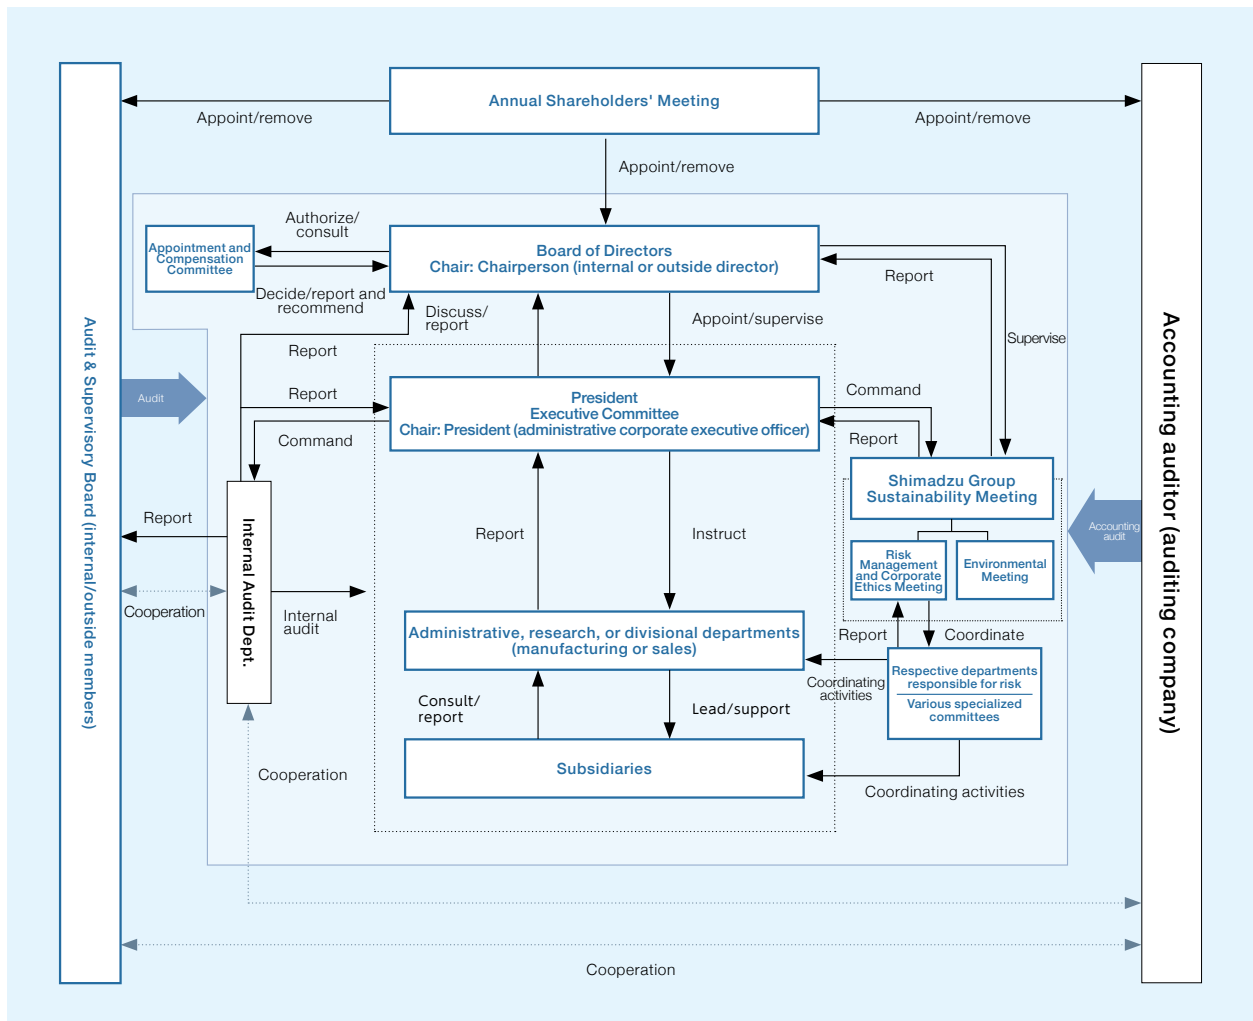 Annual Shareholders' Meeting
Appoint/remove
Appoint/remove
Appoint/remove
Authorize/
consult
Appointment and
Compensation
Committee
Board of Directors
Chair: Chairperson (internal or outside director)
Report
Decide/report and
recommend
Discuss/
report
Appoint/supervise
Supervise
Report
Audit & Supervisory Board (internal/outside members)
Accounting auditor (auditing company)
Audit
Report
Command
President
Executive Committee
Chair: President (administrative corporate executive officer)
Command
Report
Shimadzu Group
Sustainability Meeting
Report
Internal Audit Dept.
Report
Instruct
Accounting
audit
Risk
Management
and Corporate
Ethics Meeting
Environmental
Meeting
Cooperation
Internal
audit
Administrative, research, or divisional departments
(manufacturing or sales)
Report
Coordinate
Coordinating
activities
Respective departments
responsible for risk
Various specialized
committees
Consult/
report
Lead/support
Cooperation
Subsidiaries
Coordinating activities
Cooperation